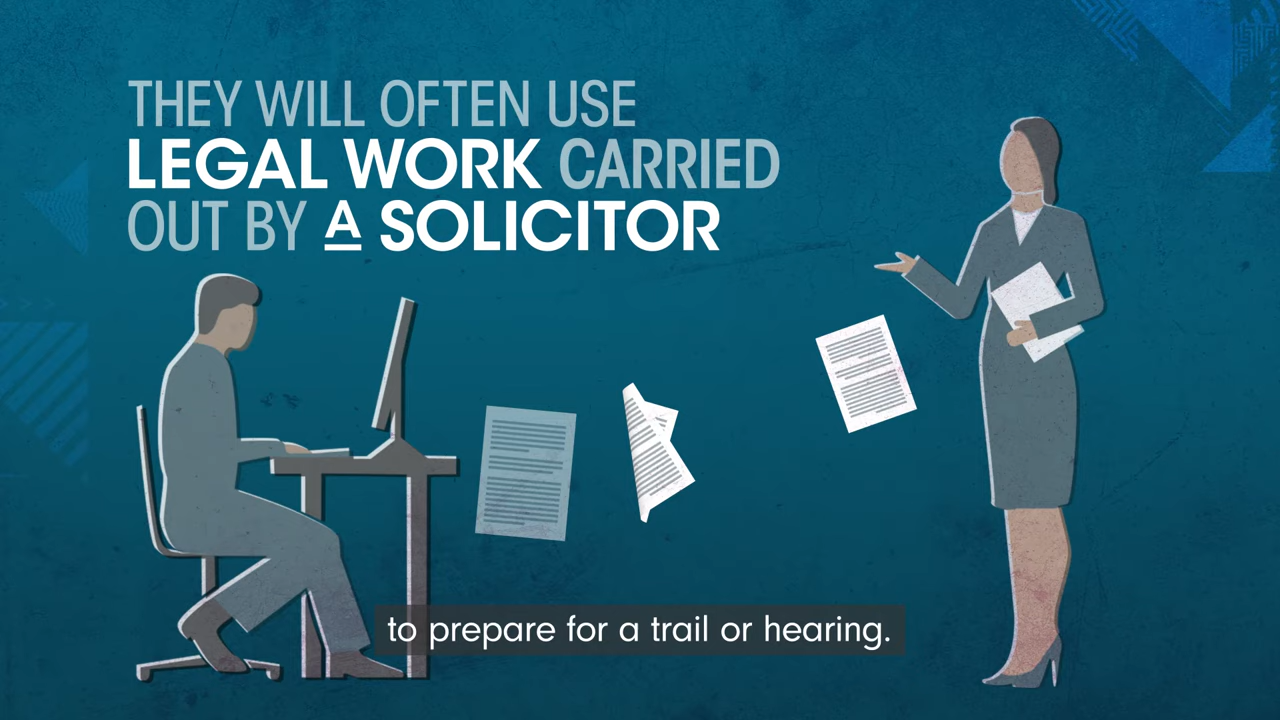 THEY WILL OFTEN USE
LEGAL WORK CARRIED
OUT BY A SOLICITOR
to prepare for a trail or hearing.